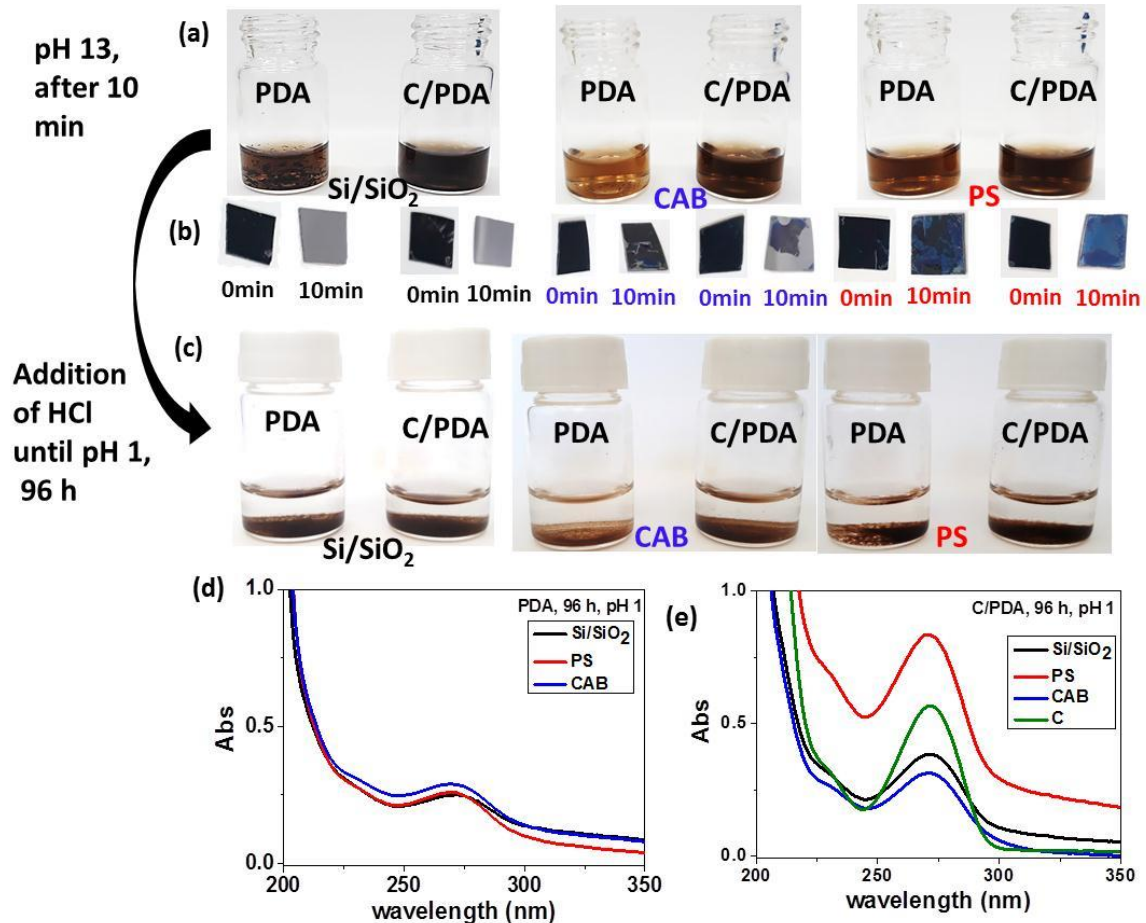 (a)
pH 13,
after 10
min
PDA C/PDA PDA C/PDA PDA C/PDA
Si/SiO₂ CAB PS
(b)
0min 10min 0min 10min 0min 10min 0min 10min 0min 10min 0min 10min
(c)
Addition
of HCl
until pH 1,
96 h
PDA C/PDA PDA C/PDA PDA C/PDA
Si/SiO₂ CAB PS
(d)
PDA, 96 h, pH 1
Si/SiO₂
PS
CAB
1.0
0.5
0.0
Abs
200 250 300 350
wavelength (nm)
(e)
C/PDA, 96 h, pH 1
Si/SiO₂
PS
CAB
C
1.0
0.5
0.0
Abs
200 250 300 350
wavelength (nm)